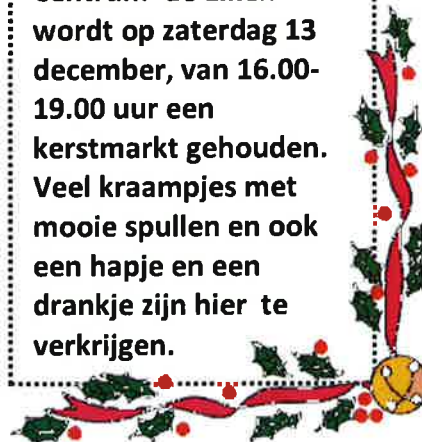 wordt op zaterdag 13
december, van 16.00-
19.00 uur een
kerstmarkt gehouden.
Veel kraampjes met
mooie spullen en ook
een hapje en een
drankje zijn hier te
verkrijgen.